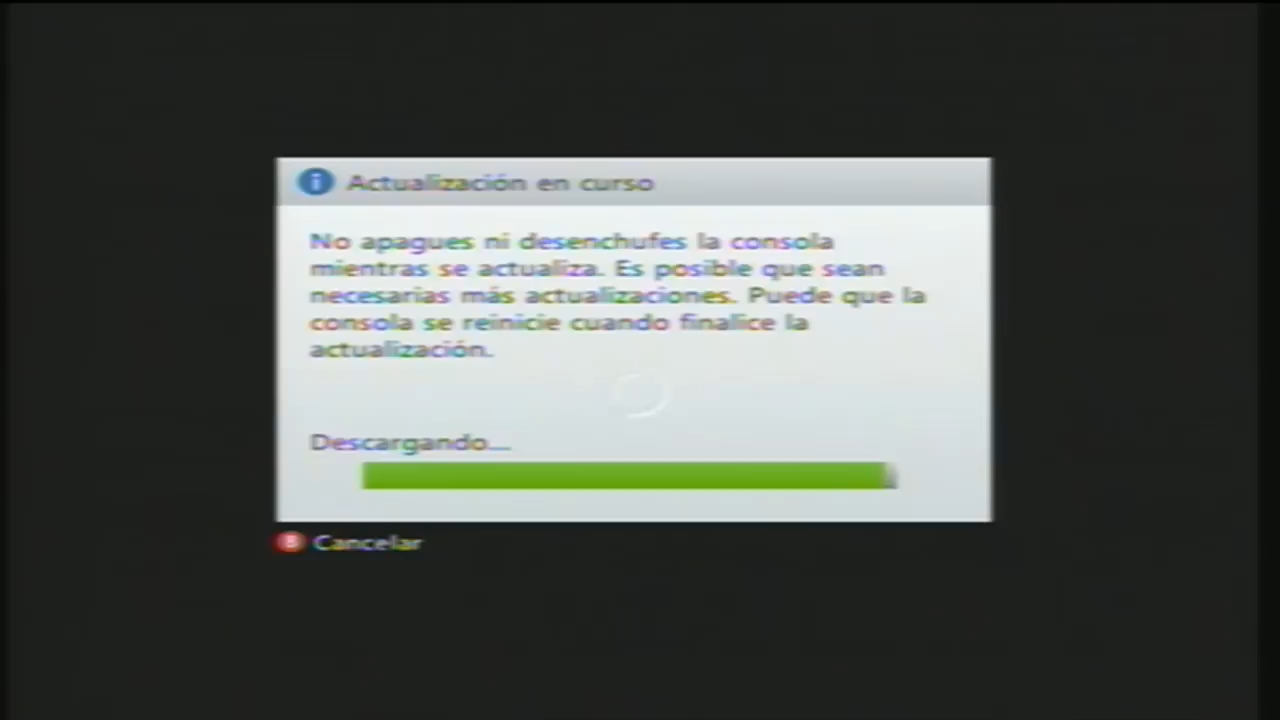 Actualización en curso
No apagues ni desenchufes la consola
mientras se actualiza. Es posible que sean
necesarias más actualizaciones. Puede que la
consola se reinicie cuando finalice la
actualización.
Descargando...
B Cancelar